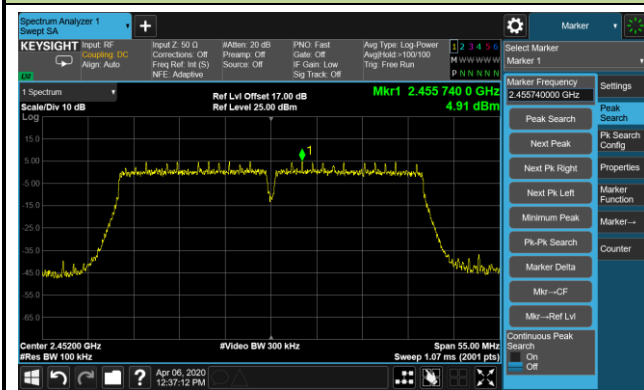 Spectrum Analyzer 1
Swept SA
+
Marker
KEYSIGHT
Input: RF
Coupling: DC
Align: Auto
Input Z: 50 Ω
Corrections: Off
Freq Ref: Int (S)
NFE: Adaptive
#Atten: 20 dB
Preamp: Off
Source: Off
PNO: Fast
Gate: Off
IF Gain: Low
Sig Track: Off
Avg Type: Log-Power
Avg|Hold:>100/100
Trig: Free Run
1 2 3 4 5 6
M W W W W W
P N N N N N
Select Marker
Marker 1
1 Spectrum
Scale/Div 10 dB
Log
Ref Lvl Offset 17.00 dB
Ref Level 25.00 dBm
Mkr1 2.455 740 0 GHz
4.91 dBm
15.0
5.00
-5.00
-15.0
-25.0
-35.0
-45.0
-55.0
-65.0
1
Center 2.45200 GHz
#Res BW 100 kHz
#Video BW 300 kHz
Span 55.00 MHz
Sweep 1.07 ms (2001 pts)
Marker Frequency
2.455740000 GHz
Peak Search
Next Peak
Next Pk Right
Next Pk Left
Minimum Peak
Pk-Pk Search
Marker Delta
Mkr→CF
Mkr→Ref Lvl
Continuous Peak
Search
On
Off
Settings
Peak
Search
Pk Search
Config
Properties
Marker
Function
Marker→
Counter
?
Apr 06, 2020
12:37:12 PM